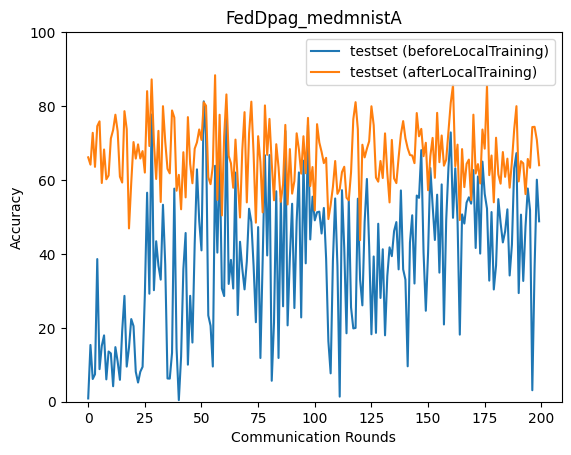 FedDpag_medmnistA
testset (beforeLocalTraining)
testset (afterLocalTraining)
Accuracy
100
80
60
40
20
0
0 25 50 75 100 125 150 175 200
Communication Rounds